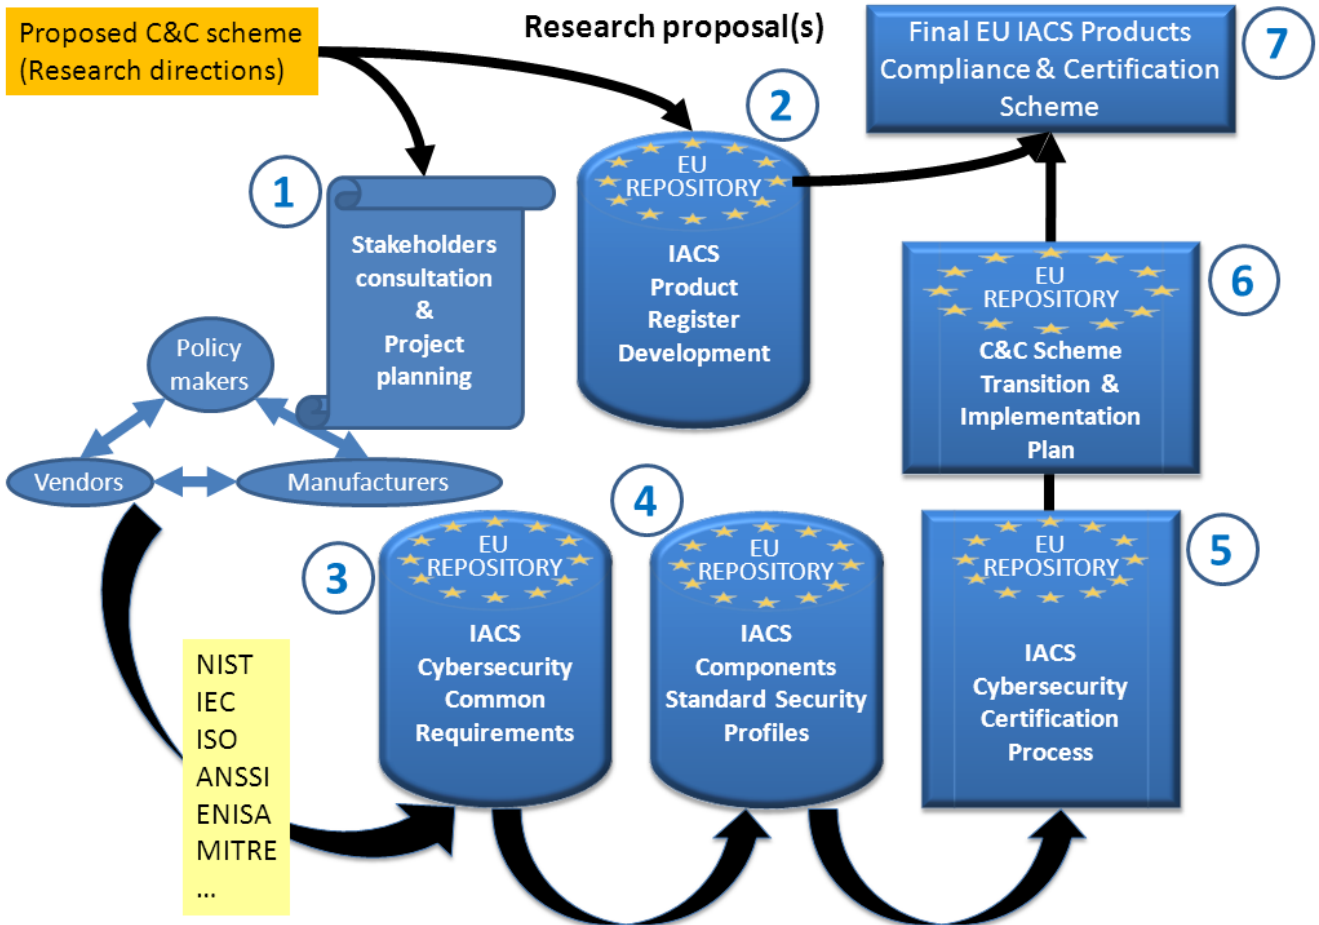 Proposed C&C scheme
(Research directions)
Research proposal(s)
Final EU IACS Products
Compliance & Certification
Scheme
7
2
EU
REPOSITORY
IACS
Product
Register
Development
1
Stakeholders
consultation
&
Project
planning
6
EU
REPOSITORY
C&C Scheme
Transition &
Implementation
Plan
Policy
makers
Vendors
Manufacturers
3
EU
REPOSITORY
IACS
Cybersecurity
Common
Requirements
4
EU
REPOSITORY
IACS
Components
Standard Security
Profiles
5
EU
REPOSITORY
IACS
Cybersecurity
Certification
Process
NIST
IEC
ISO
ANSSI
ENISA
MITRE
...